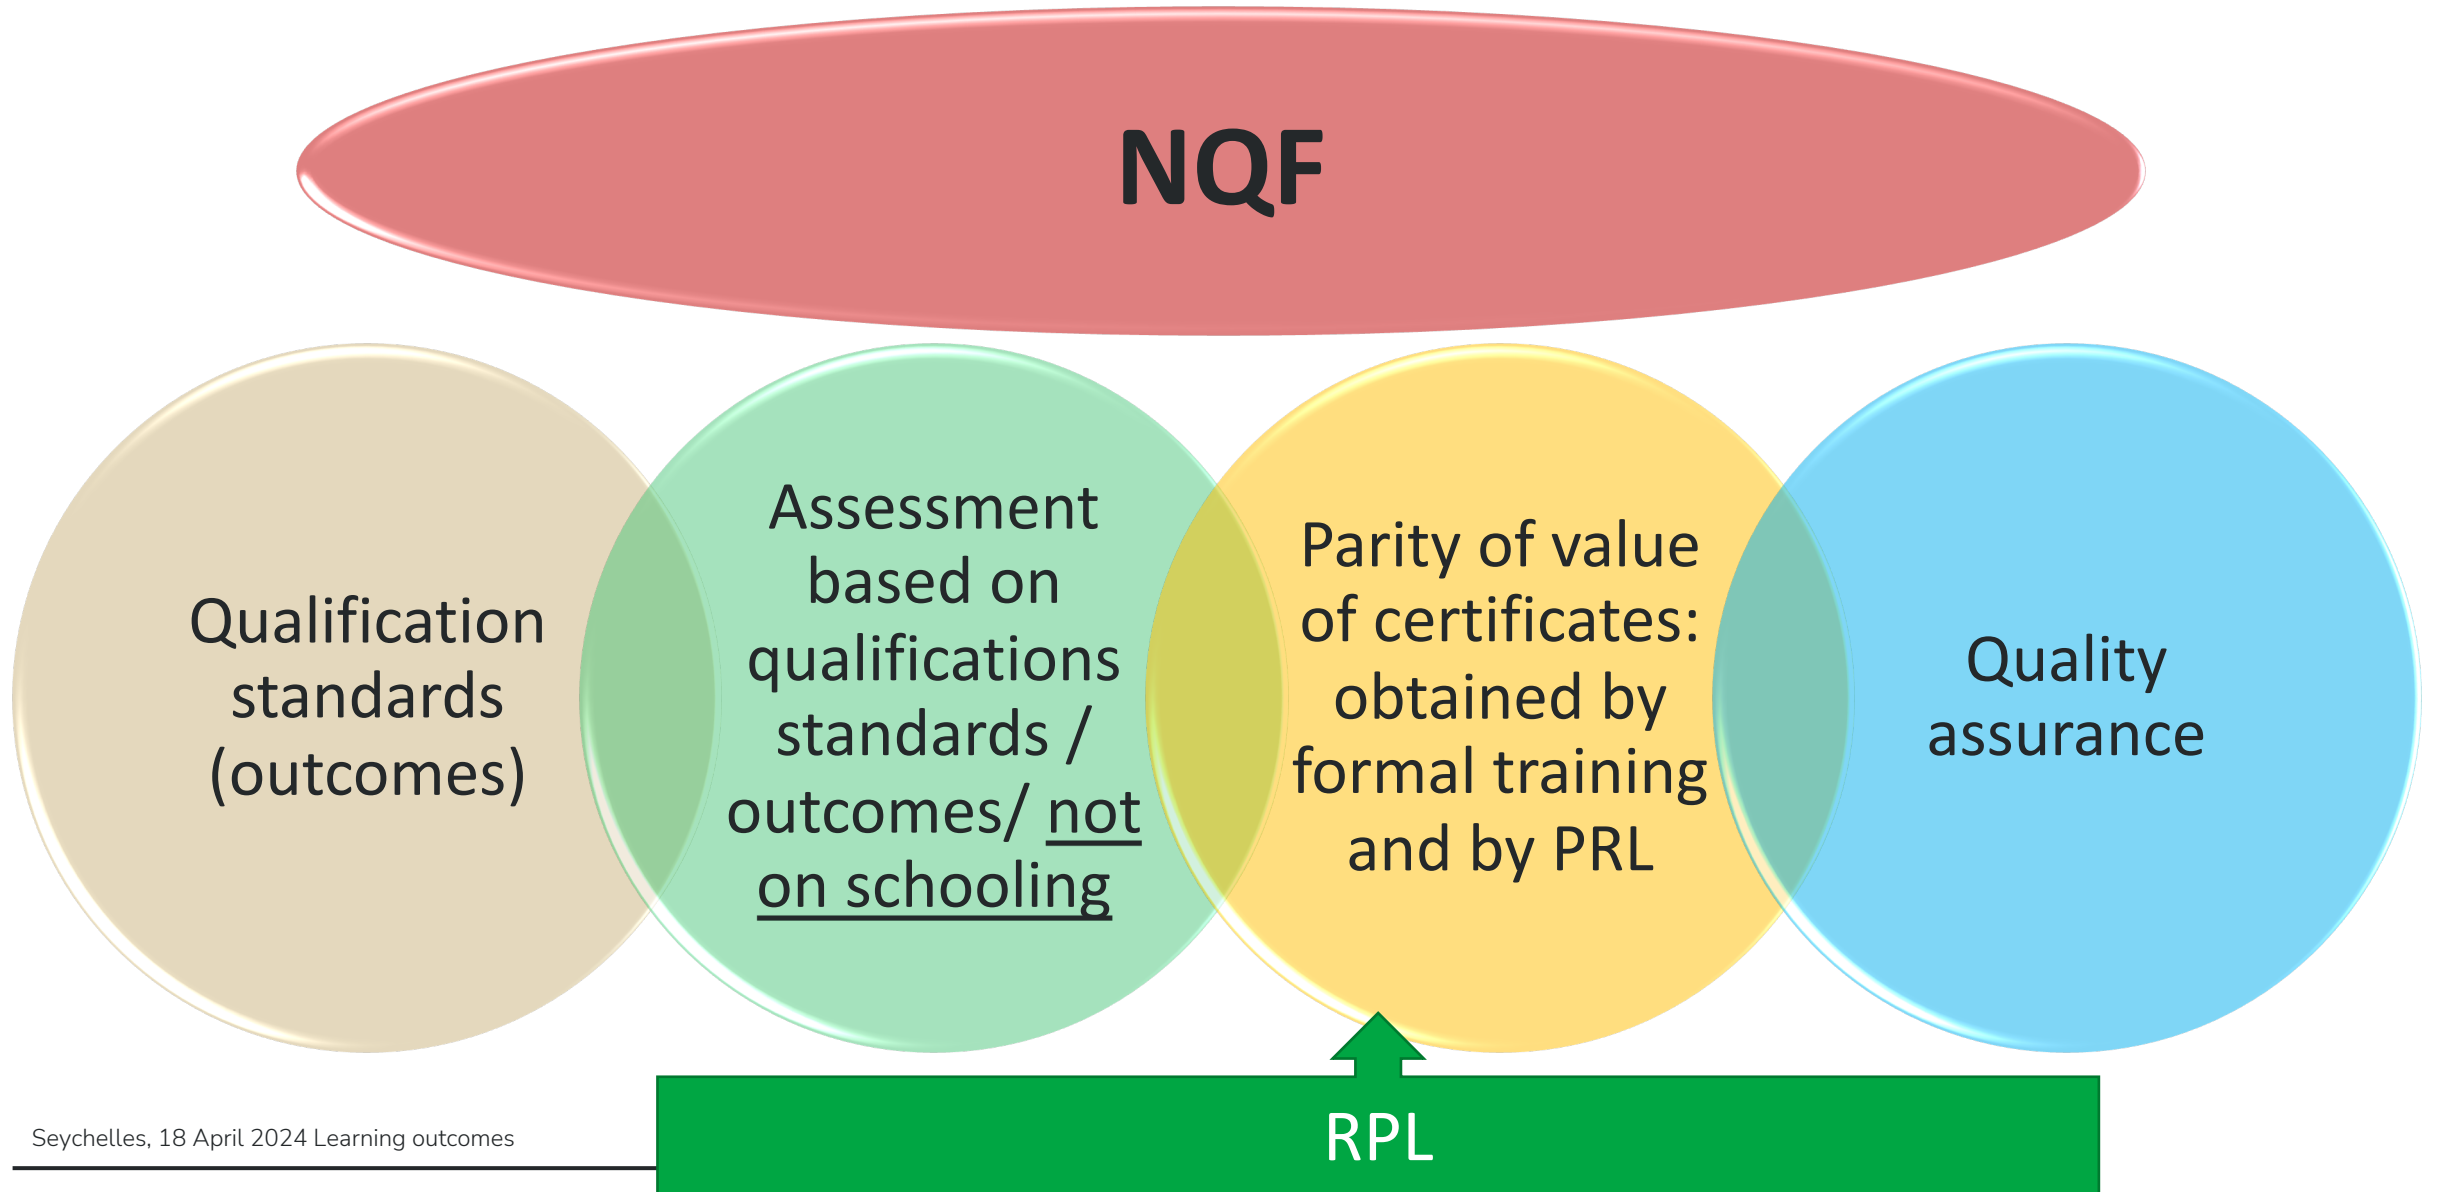 NQF
Qualification
standards
(outcomes)
Assessment
based on
qualifications
standards /
outcomes/ not
on schooling
Parity of value
of certificates:
obtained by
formal training
and by PRL
Quality
assurance
RPL
Seychelles, 18 April 2024 Learning outcomes